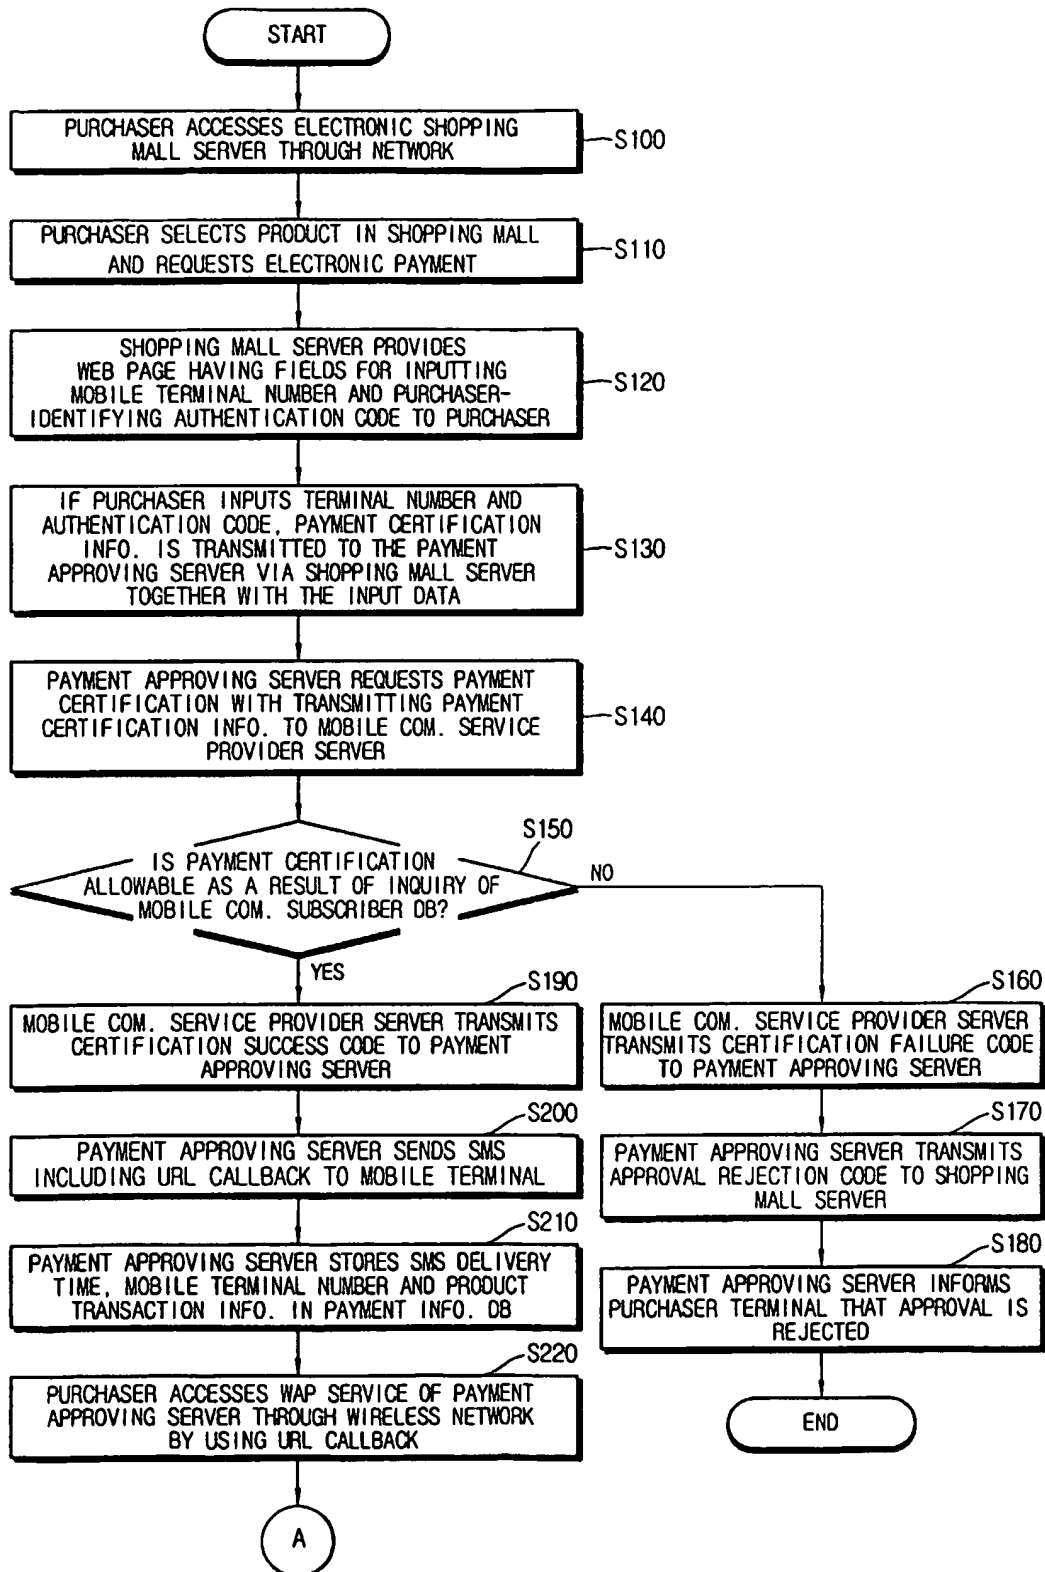 START
PURCHASER ACCESSES ELECTRONIC SHOPPING
MALL SERVER THROUGH NETWORK
S100
PURCHASER SELECTS PRODUCT IN SHOPPING MALL
AND REQUESTS ELECTRONIC PAYMENT
S110
SHOPPING MALL SERVER PROVIDES
WEB PAGE HAVING FIELDS FOR INPUTTING
MOBILE TERMINAL NUMBER AND PURCHASER-
IDENTIFYING AUTHENTICATION CODE TO PURCHASER
S120
IF PURCHASER INPUTS TERMINAL NUMBER AND
AUTHENTICATION CODE, PAYMENT CERTIFICATION
INFO. IS TRANSMITTED TO THE PAYMENT
APPROVING SERVER VIA SHOPPING MALL SERVER
TOGETHER WITH THE INPUT DATA
S130
PAYMENT APPROVING SERVER REQUESTS PAYMENT
CERTIFICATION WITH TRANSMITTING PAYMENT
CERTIFICATION INFO. TO MOBILE COM. SERVICE
PROVIDER SERVER
S140
S150
IS PAYMENT CERTIFICATION
ALLOWABLE AS A RESULT OF INQUIRY OF
MOBILE COM. SUBSCRIBER DB?
NO
YES
S190
MOBILE COM. SERVICE PROVIDER SERVER TRANSMITS
CERTIFICATION SUCCESS CODE TO PAYMENT
APPROVING SERVER
S200
PAYMENT APPROVING SERVER SENDS SMS
INCLUDING URL CALLBACK TO MOBILE TERMINAL
S210
PAYMENT APPROVING SERVER STORES SMS DELIVERY
TIME, MOBILE TERMINAL NUMBER AND PRODUCT
TRANSACTION INFO. IN PAYMENT INFO. DB
S220
PURCHASER ACCESSES WAP SERVICE OF PAYMENT
APPROVING SERVER THROUGH WIRELESS NETWORK
BY USING URL CALLBACK
A
S160
MOBILE COM. SERVICE PROVIDER SERVER
TRANSMITS CERTIFICATION FAILURE CODE
TO PAYMENT APPROVING SERVER
S170
PAYMENT APPROVING SERVER TRANSMITS
APPROVAL REJECTION CODE TO SHOPPING
MALL SERVER
S180
PAYMENT APPROVING SERVER INFORMS
PURCHASER TERMINAL THAT APPROVAL IS
REJECTED
END